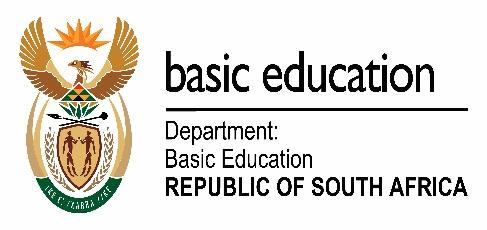 basic education
Department:
Basic Education
REPUBLIC OF SOUTH AFRICA